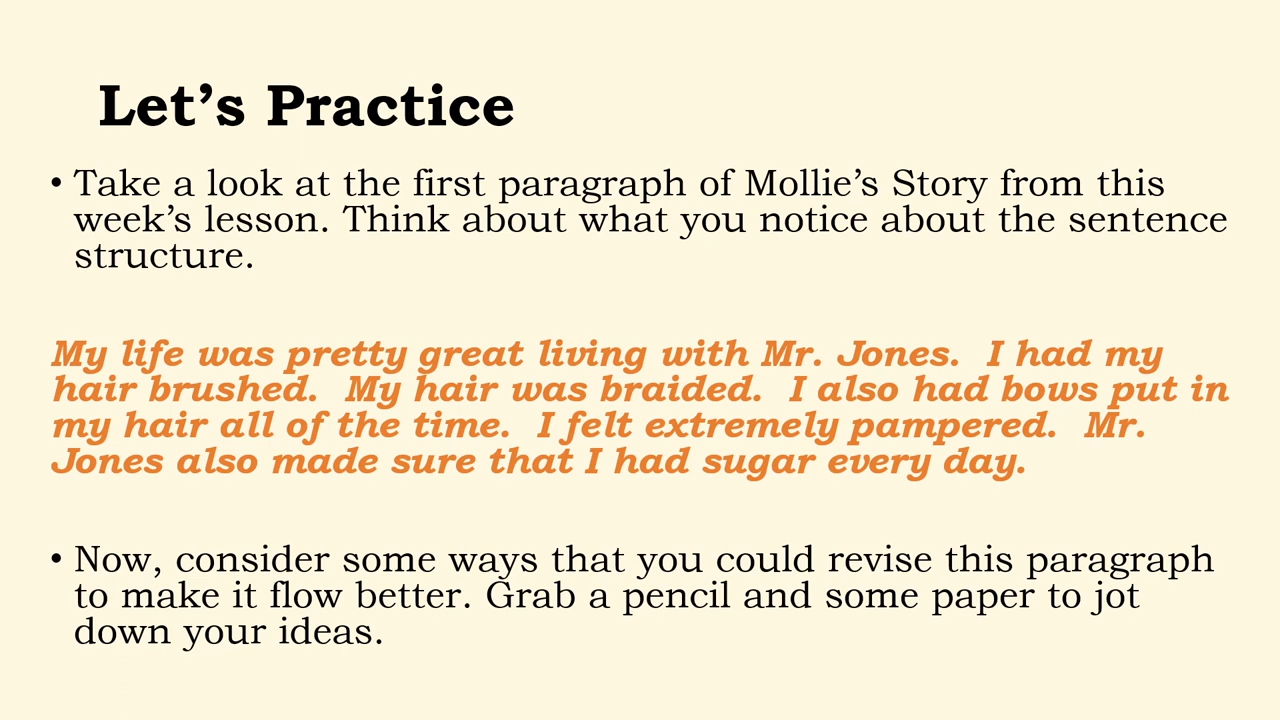 Let’s Practice
• Take a look at the first paragraph of Mollie’s Story from this
week’s lesson. Think about what you notice about the sentence
structure.
My life was pretty great living with Mr. Jones.  I had my
hair brushed.  My hair was braided.  I also had bows put in
my hair all of the time.  I felt extremely pampered.  Mr.
Jones also made sure that I had sugar every day.
• Now, consider some ways that you could revise this paragraph
to make it flow better. Grab a pencil and some paper to jot
down your ideas.